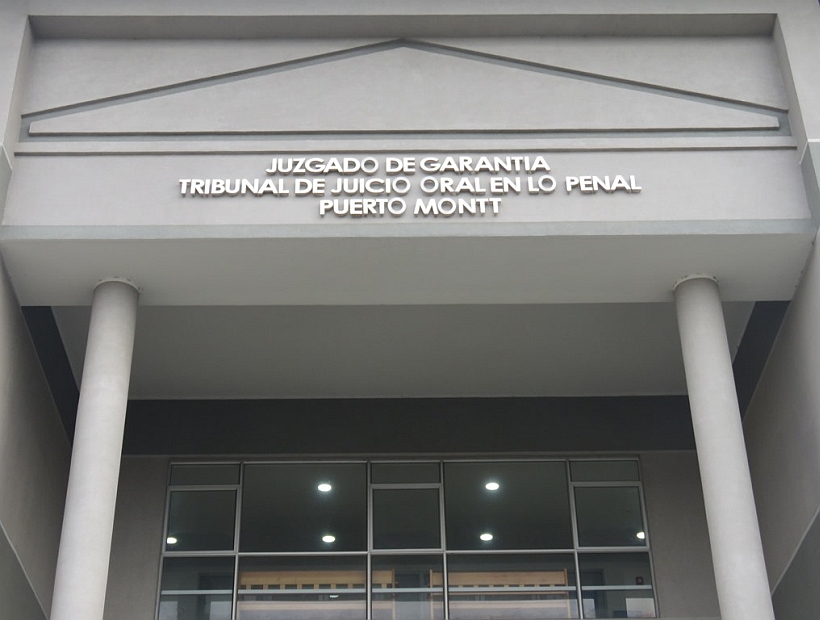 JUZGADO DE GARANTIA
TRIBUNAL DE JUICIO ORAL EN LO PENAL
PUERTO MONTT